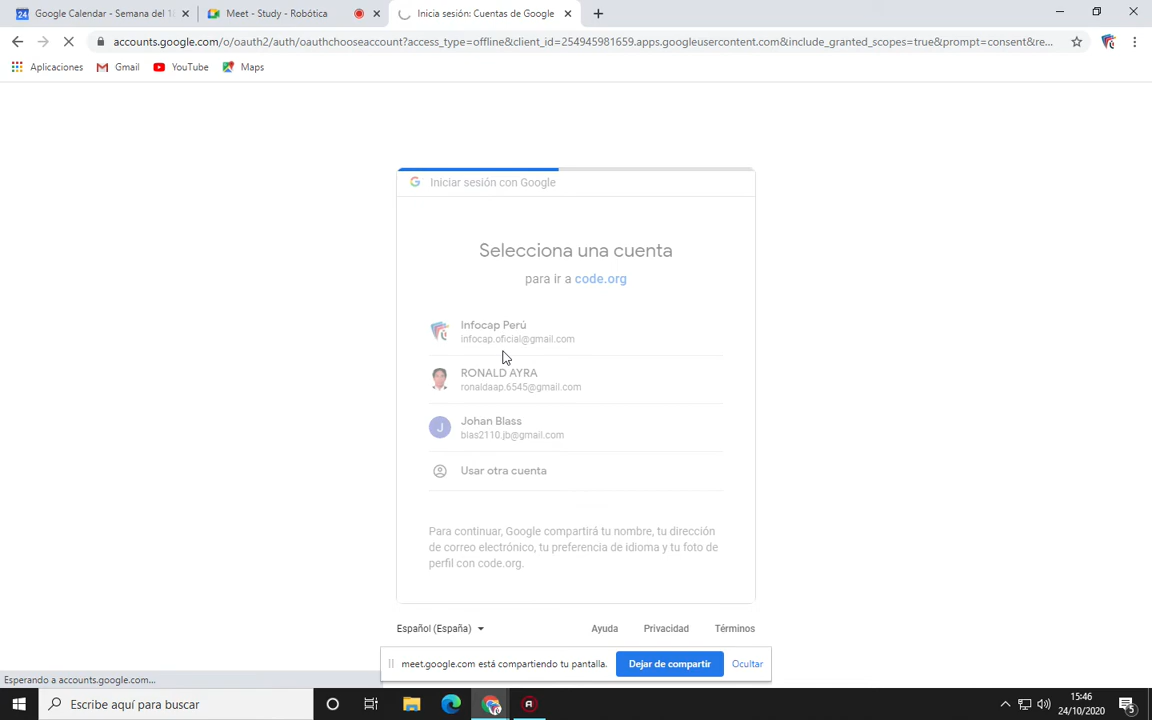 Google Calendar - Semana del 18
Meet - Study - Robótica
Inicia sesión: Cuentas de Google
accounts.google.com/o/oauth2/auth/oauthchooseaccount?access_type=offline&client_id=254945981659.apps.googleusercontent.com&include_granted_scopes=true&prompt=consent&re...
Aplicaciones
Gmail
YouTube
Maps
Iniciar sesión con Google
Selecciona una cuenta
para ir a code.org
Infocap Perú
infocap.oficial@gmail.com
RONALD AYRA
ronaldaap.6545@gmail.com
J
Johan Blass
blas2110.jb@gmail.com
Usar otra cuenta
Para continuar, Google compartirá tu nombre, tu dirección
de correo electrónico, tu preferencia de idioma y tu foto de
perfil con code.org.
Español (España)
Ayuda
Privacidad
Términos
meet.google.com está compartiendo tu pantalla.
Dejar de compartir
Ocultar
Esperando a accounts.google.com...
Escribe aquí para buscar
15:46
24/10/2020
5